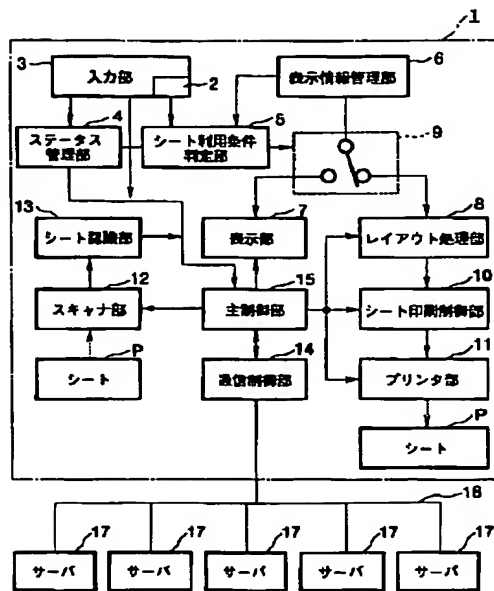 1
3
入力部
2
6
表示情報管理部
4
ステータス
管理部
5
シート利用条件
判定部
9
13
シート認識部
7
表示部
8
レイアウト処理部
12
スキャナ部
15
主制御部
10
シート印刷制御部
P
シート
14
通信制御部
11
プリンタ部
P
シート
18
17
サーバ
17
サーバ
17
サーバ
17
サーバ
17
サーバ